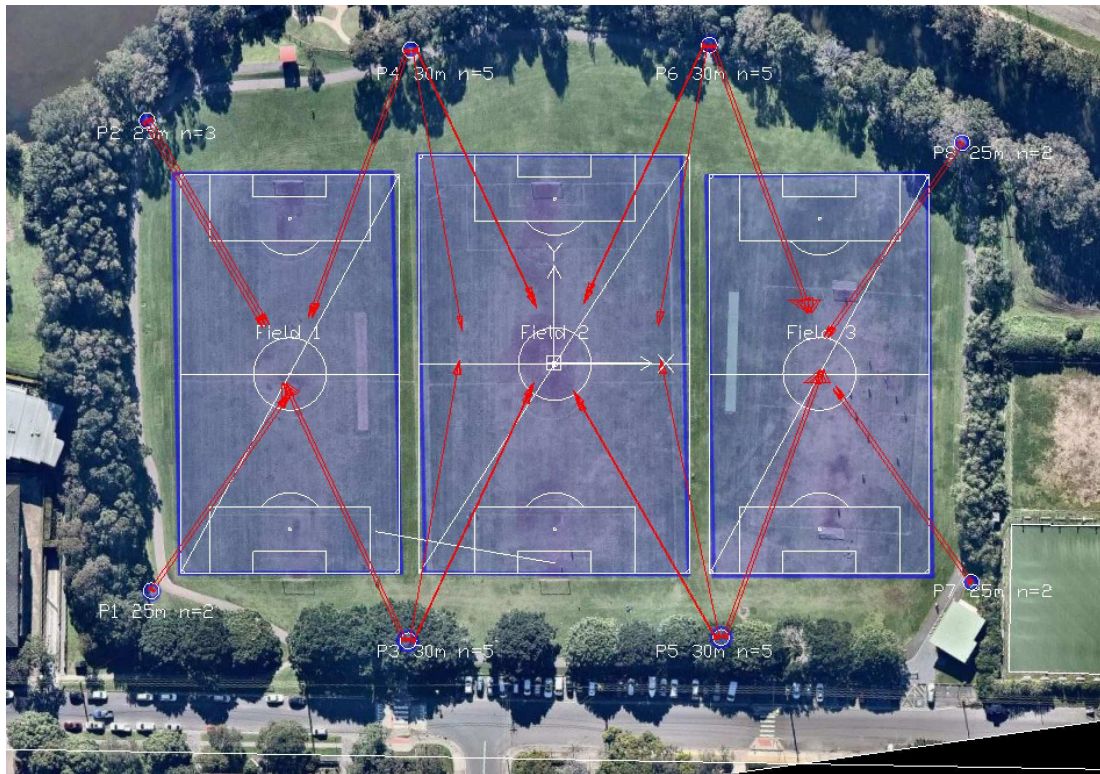 P4 30m n=5
P6 30m n=5
P2 25m n=3
P8 25m n=2
Y
Field 1
Field 2
Field 3
X
P1 25m n=2
P7 25m n=2
P3 30m n=5
P5 30m n=5